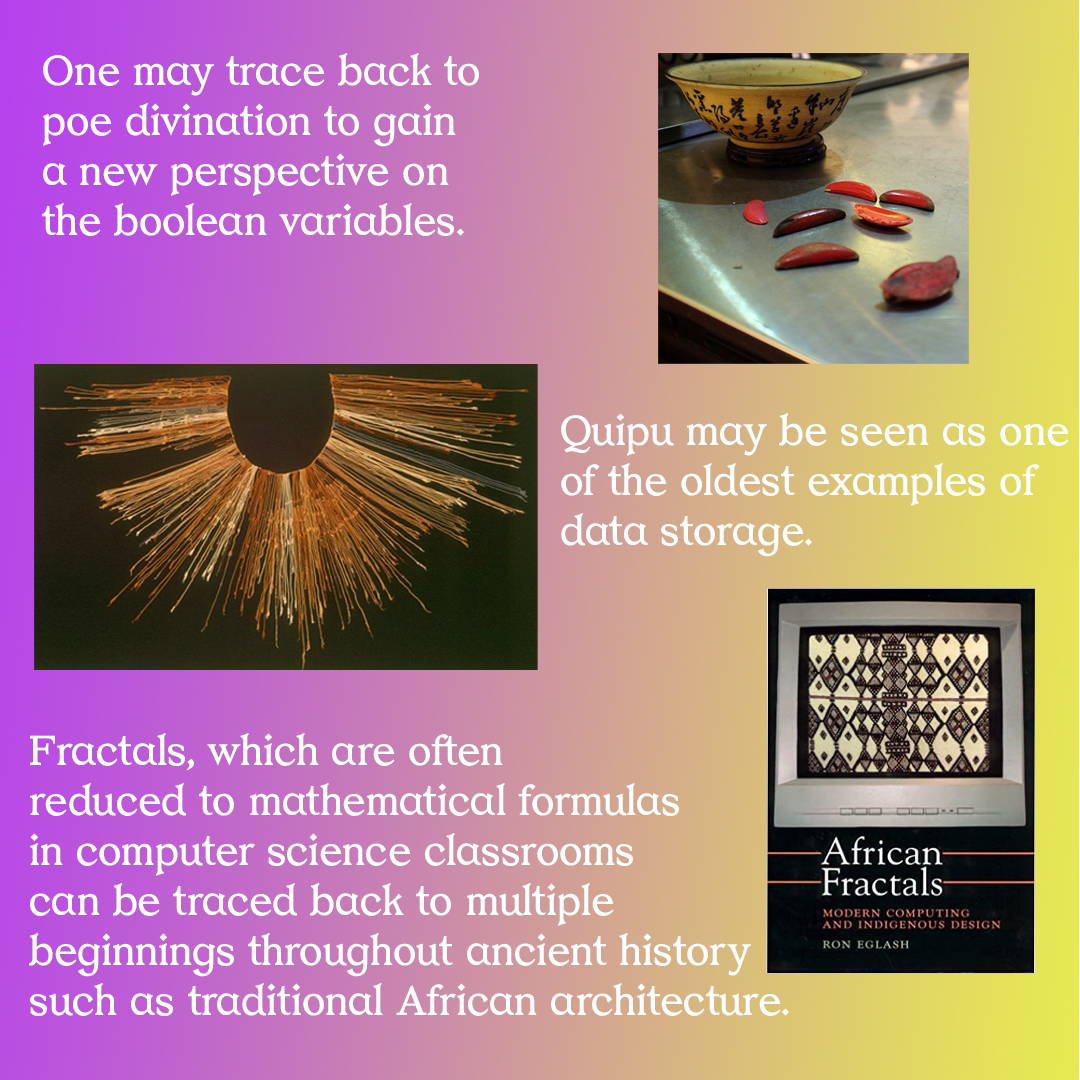 One may trace back to
poe divination to gain
a new perspective on
the boolean variables.
Quipu may be seen as one
of the oldest examples of
data storage.
Fractals, which are often
reduced to mathematical formulas
in computer science classrooms
can be traced back to multiple
beginnings throughout ancient history
such as traditional African architecture.
African
Fractals
MODERN COMPUTING
AND INDIGENOUS DESIGN
RON EGLASH